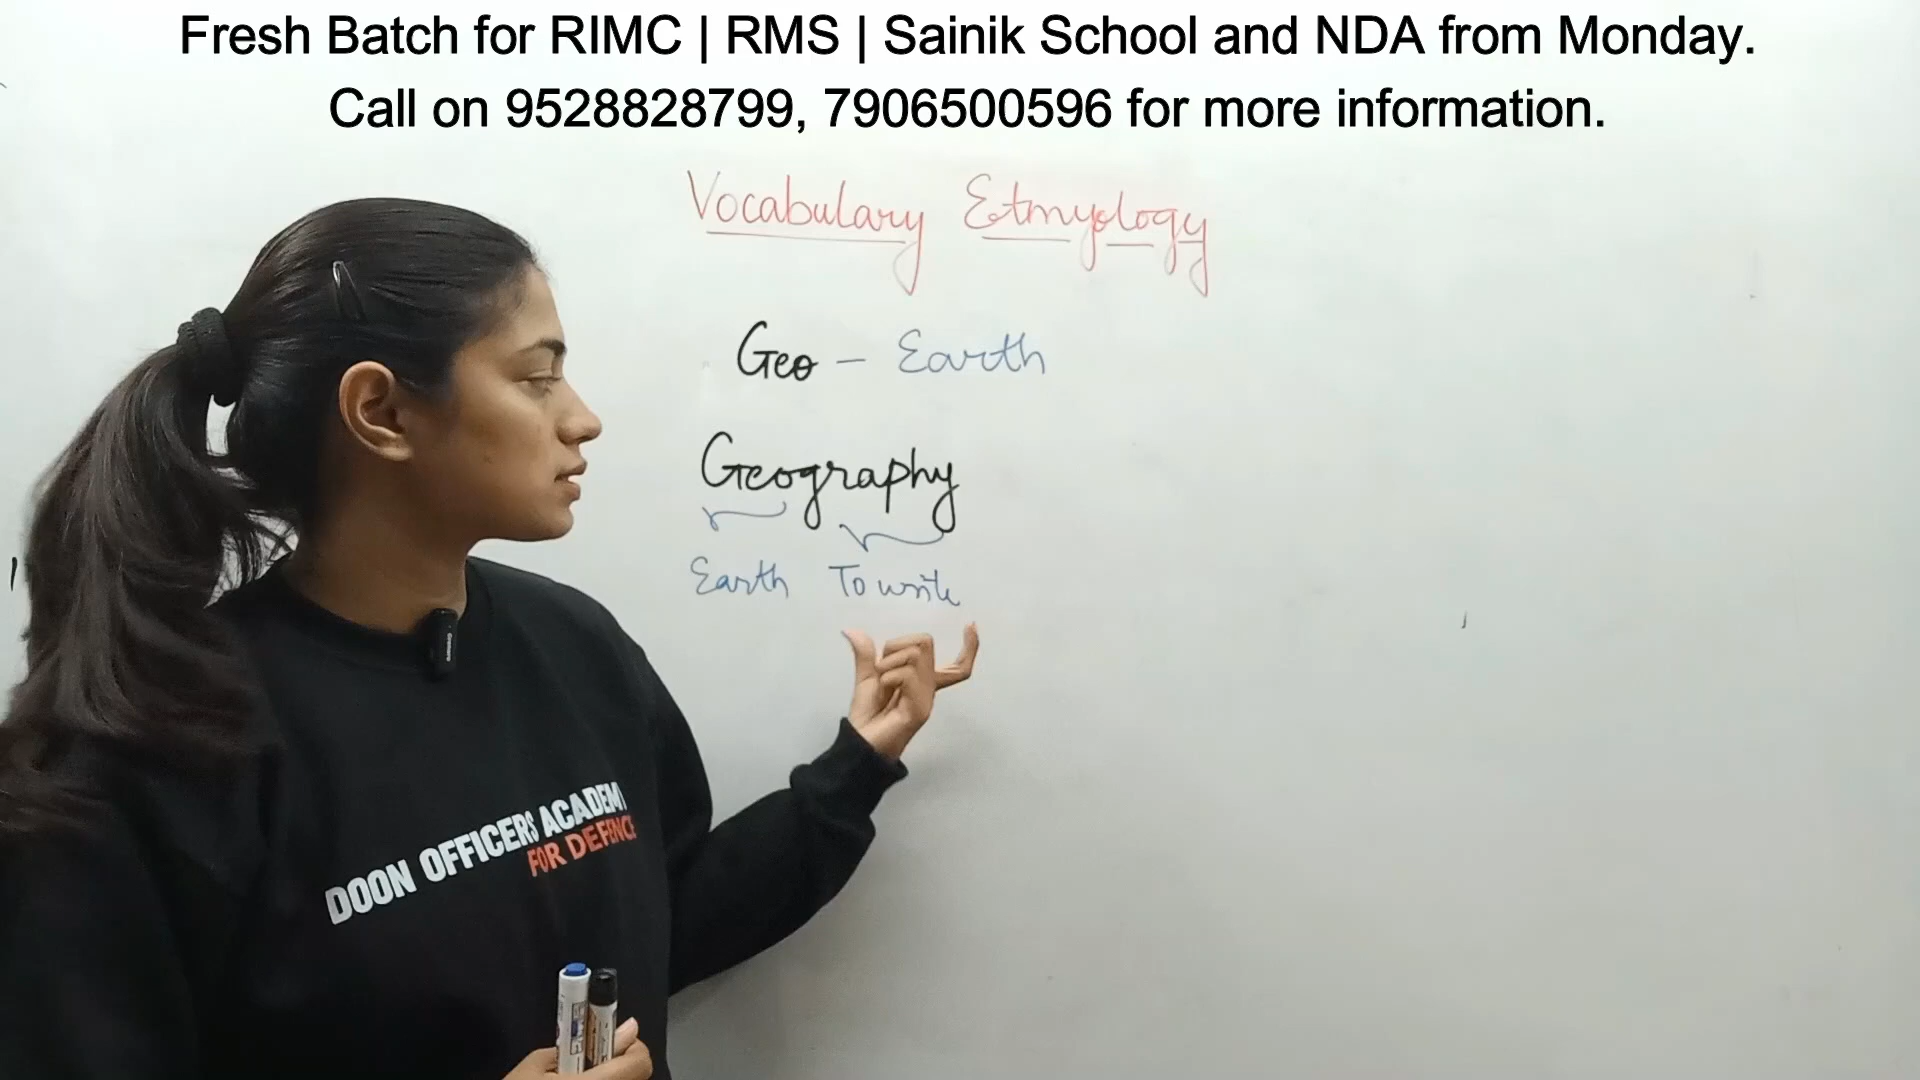 Fresh Batch for RIMC | RMS | Sainik School and NDA from Monday.
Call on 9528828799, 7906500596 for more information.
Vocabulary Etmyology
Geo - Earth
Geography
Earth To write
DOON OFFICERS ACADEMY
FOR DEFENCE